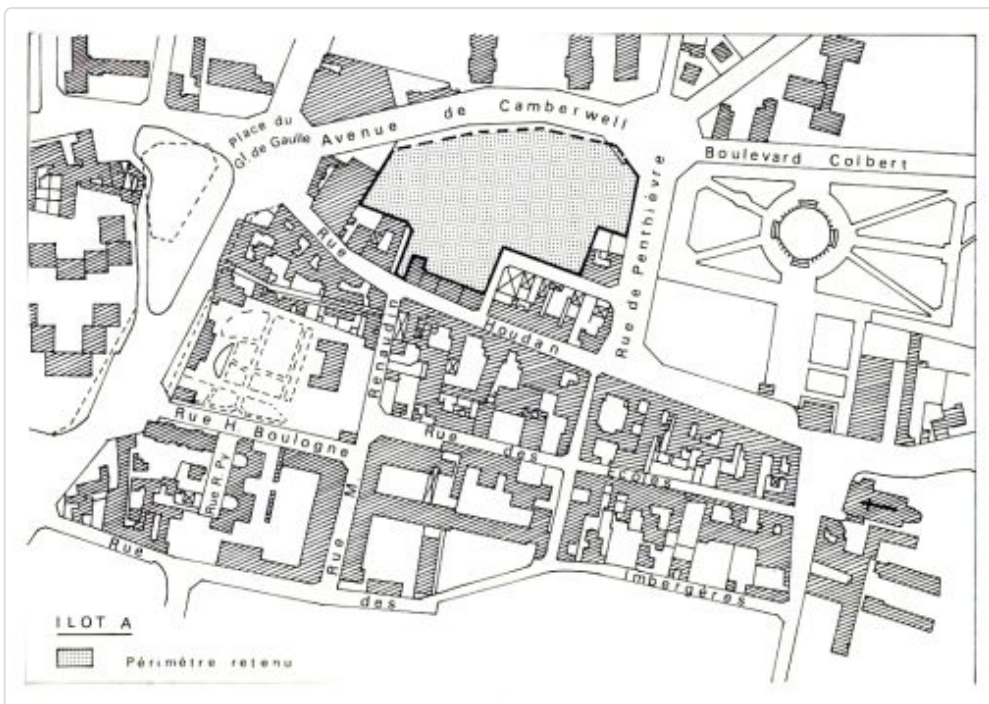 Place du
Gl. de Gaulle
Avenue de Camberwell
Boulevard Colbert
Rue de Penthièvre
Rue Houdan
Rue M. Renaudin
Rue H. Boulogne
Rue R. Py
Rue des Ecoles
Rue des Imbergères
ILOT A
Périmètre retenu